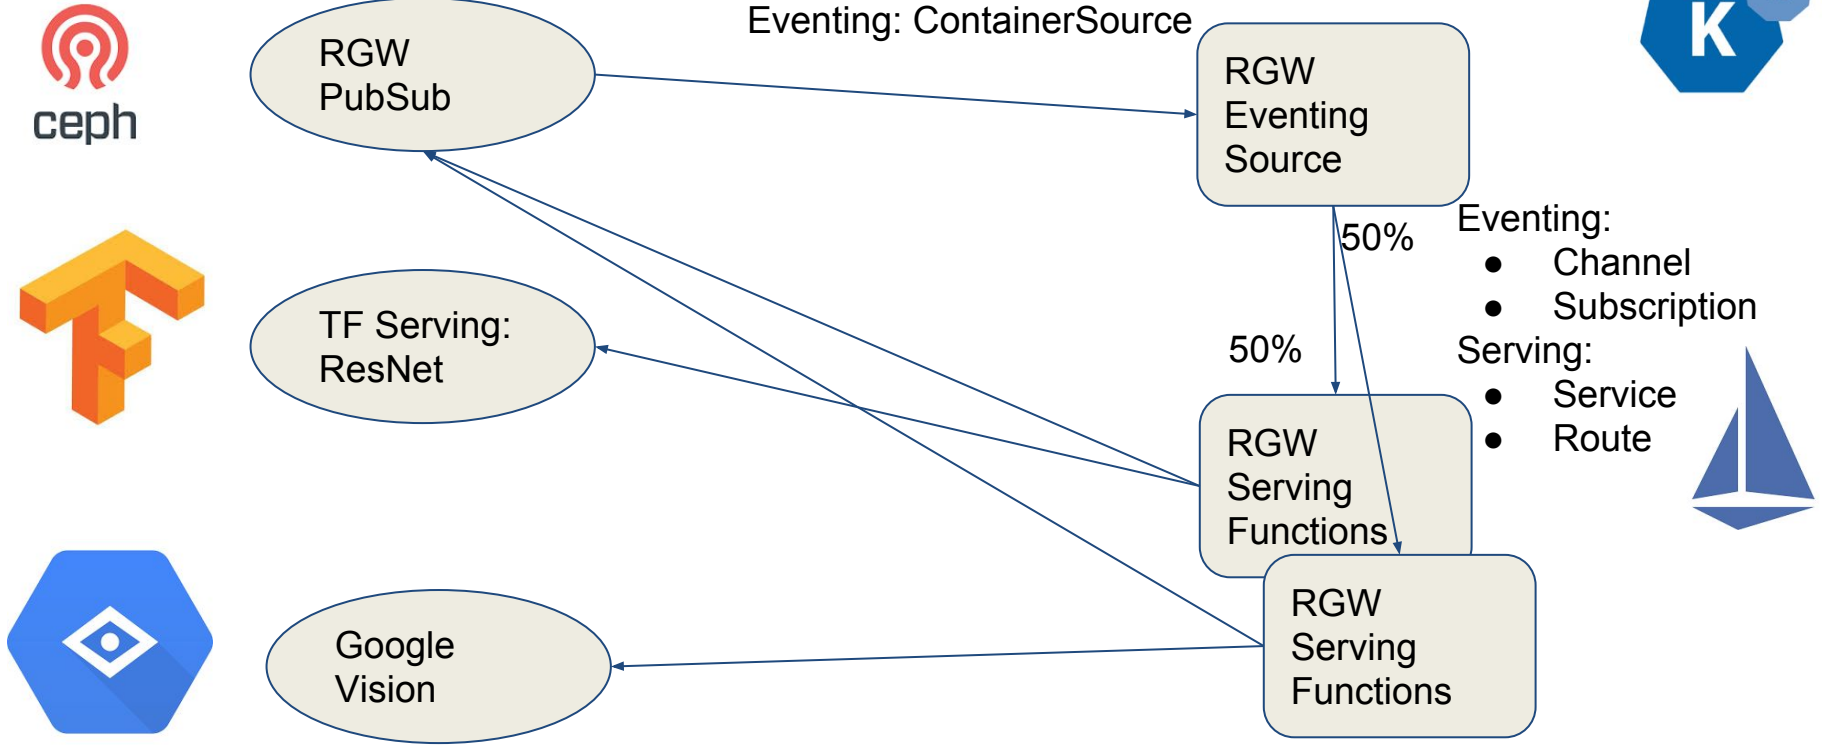 Eventing: ContainerSource
K
ceph
RGW
PubSub
RGW
Eventing
Source
50%
Eventing:
● Channel
● Subscription
Serving:
● Service
● Route
TF Serving:
ResNet
50%
RGW
Serving
Functions
RGW
Serving
Functions
Google
Vision